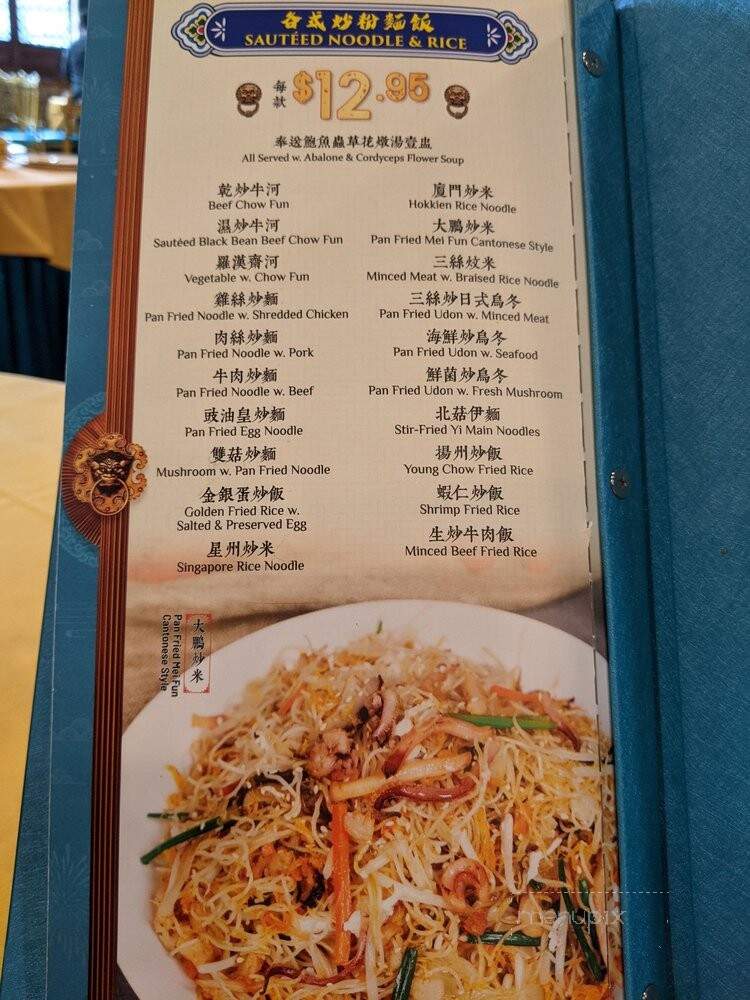 各式炒粉麵飯
SAUTÉED NOODLE & RICE
每款 $12.95
奉送鮑魚蟲草花燉湯壹盅
All Served w. Abalone & Cordyceps Flower Soup
乾炒牛河
Beef Chow Fun
濕炒牛河
Sautéed Black Bean Beef Chow Fun
羅漢齋河
Vegetable w. Chow Fun
雞絲炒麵
Pan Fried Noodle w. Shredded Chicken
肉絲炒麵
Pan Fried Noodle w. Pork
牛肉炒麵
Pan Fried Noodle w. Beef
豉油皇炒麵
Pan Fried Egg Noodle
雙菇炒麵
Mushroom w. Pan Fried Noodle
金銀蛋炒飯
Golden Fried Rice w.
Salted & Preserved Egg
星州炒米
Singapore Rice Noodle
廈門炒米
Hokkien Rice Noodle
大鵬炒米
Pan Fried Mei Fun Cantonese Style
三絲炆米
Minced Meat w. Braised Rice Noodle
三絲炒日式烏冬
Pan Fried Udon w. Minced Meat
海鮮炒烏冬
Pan Fried Udon w. Seafood
鮮菌炒烏冬
Pan Fried Udon w. Fresh Mushroom
北菇伊麵
Stir-Fried Yi Main Noodles
揚州炒飯
Young Chow Fried Rice
蝦仁炒飯
Shrimp Fried Rice
生炒牛肉飯
Minced Beef Fried Rice
大鵬炒米
Pan Fried Mei Fun
Cantonese Style
menupix